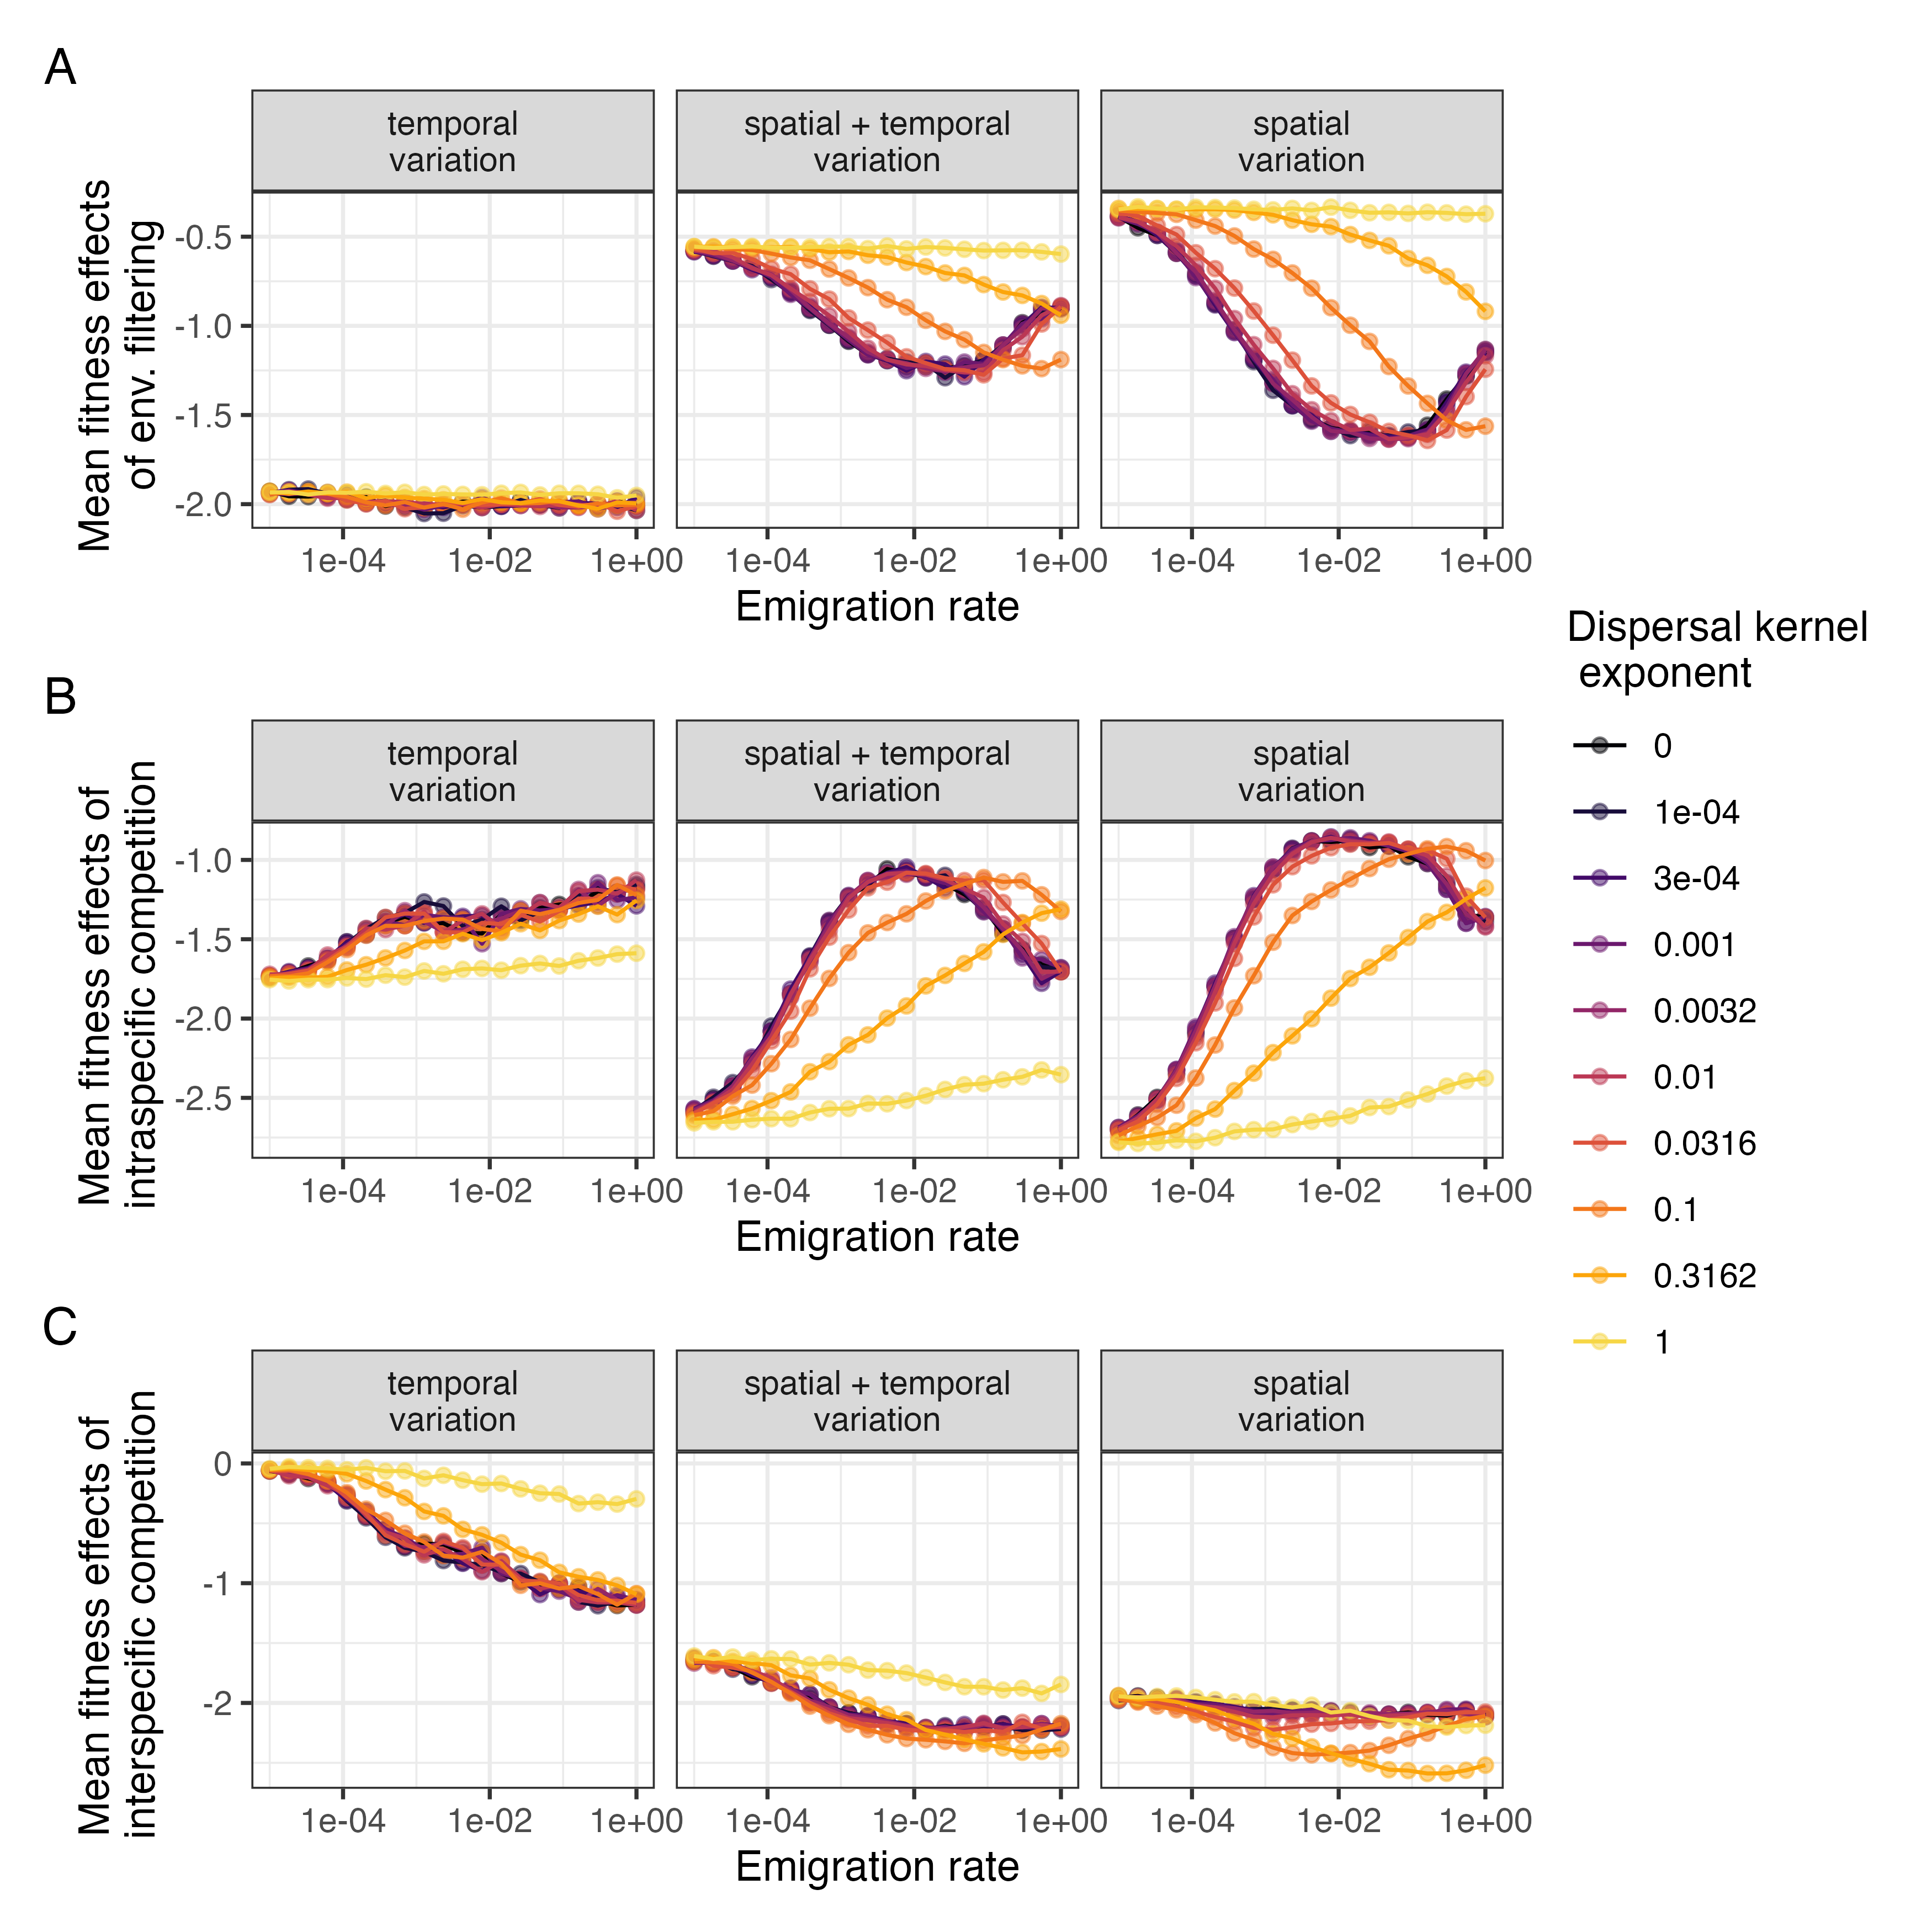 A
temporal
variation
spatial + temporal
variation
spatial
variation
Mean fitness effects
of env. filtering
-0.5
-1.0
-1.5
-2.0
1e-04 1e-02 1e+00 1e-04 1e-02 1e+00 1e-04 1e-02 1e+00
Emigration rate
B
temporal
variation
spatial + temporal
variation
spatial
variation
Mean fitness effects of
intraspecific competition
-1.0
-1.5
-2.0
-2.5
1e-04 1e-02 1e+00 1e-04 1e-02 1e+00 1e-04 1e-02 1e+00
Emigration rate
C
temporal
variation
spatial + temporal
variation
spatial
variation
Mean fitness effects of
interspecific competition
0
-1
-2
1e-04 1e-02 1e+00 1e-04 1e-02 1e+00 1e-04 1e-02 1e+00
Emigration rate
Dispersal kernel
exponent
0
1e-04
3e-04
0.001
0.0032
0.01
0.0316
0.1
0.3162
1